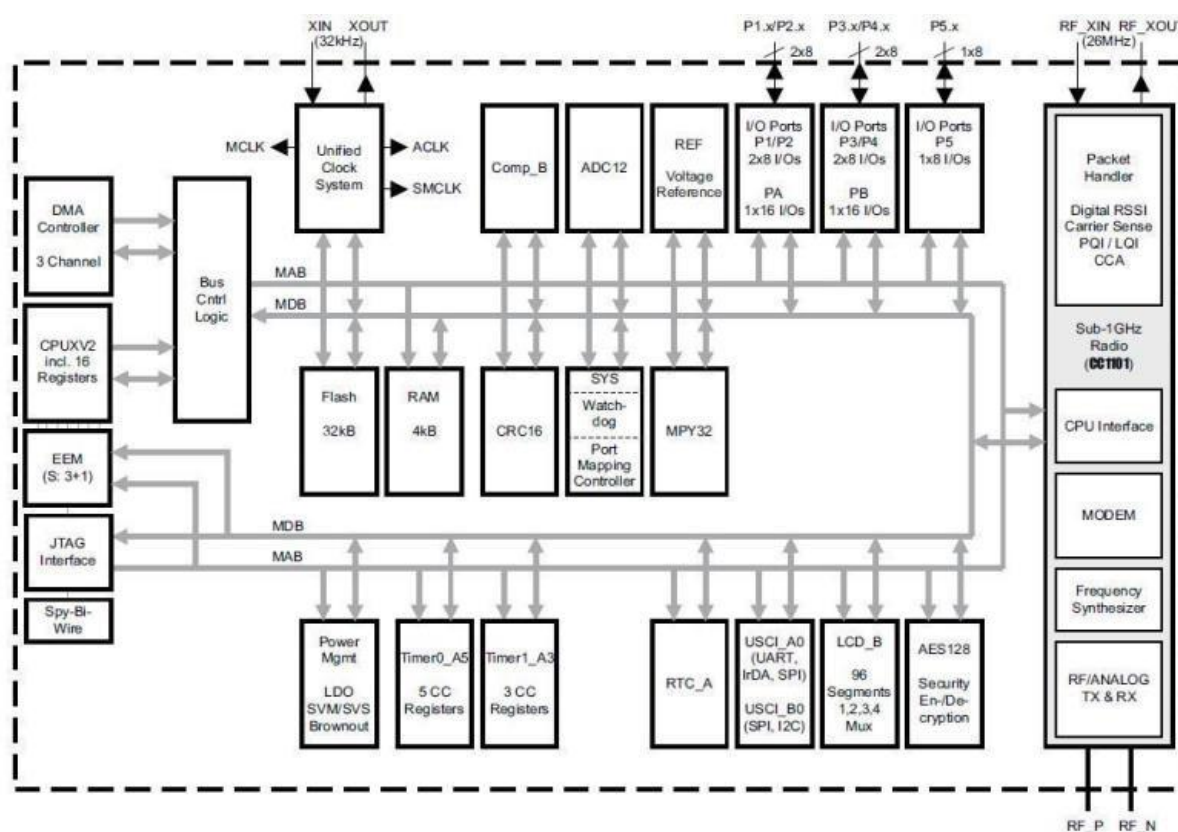 XIN XOUT
(32kHz)
P1.x/P2.x
2x8
P3.x/P4.x
2x8
P5.x
1x8
RF_XIN RF_XOUT
(26MHz)
MCLK
Unified
Clock
System
ACLK
SMCLK
Comp_B
ADC12
REF
Voltage
Reference
I/O Ports
P1/P2
2x8 I/Os
PA
1x16 I/Os
I/O Ports
P3/P4
2x8 I/Os
PB
1x16 I/Os
I/O Ports
P5
1x8 I/Os
Packet
Handler
Digital RSSI
Carrier Sense
PQI / LQI
CCA
DMA
Controller
3 Channel
Bus
Cntrl
Logic
MAB
MDB
CPUXV2
incl. 16
Registers
Sub-1GHz
Radio
(CC1101)
Flash
32kB
RAM
4kB
CRC16
SYS
Watch-
dog
Port
Mapping
Controller
MPY32
CPU Interface
EEM
(S: 3+1)
MODEM
JTAG
Interface
MDB
MAB
Spy-Bi-
Wire
Frequency
Synthesizer
Power
Mgmt
LDO
SVM/SVS
Brownout
Timer0_A5
5 CC
Registers
Timer1_A3
3 CC
Registers
RTC_A
USCI_A0
(UART,
IrDA, SPI)
USCI_B0
(SPI, I2C)
LCD_B
96
Segments
1,2,3,4
Mux
AES128
Security
En-/De-
cryption
RF/ANALOG
TX & RX
RF_P RF_N